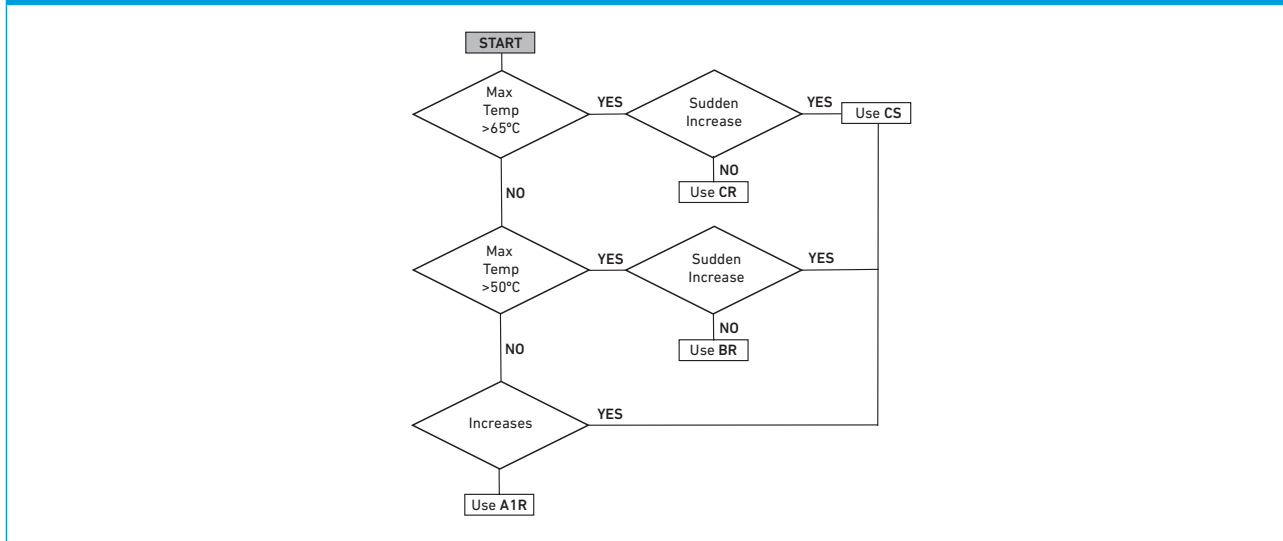 START
Max
Temp
>65°C
YES
Sudden
Increase
YES
Use CS
NO
Use CR
NO
Max
Temp
>50°C
YES
Sudden
Increase
YES
NO
Use BR
NO
Increases
YES
Use A1R